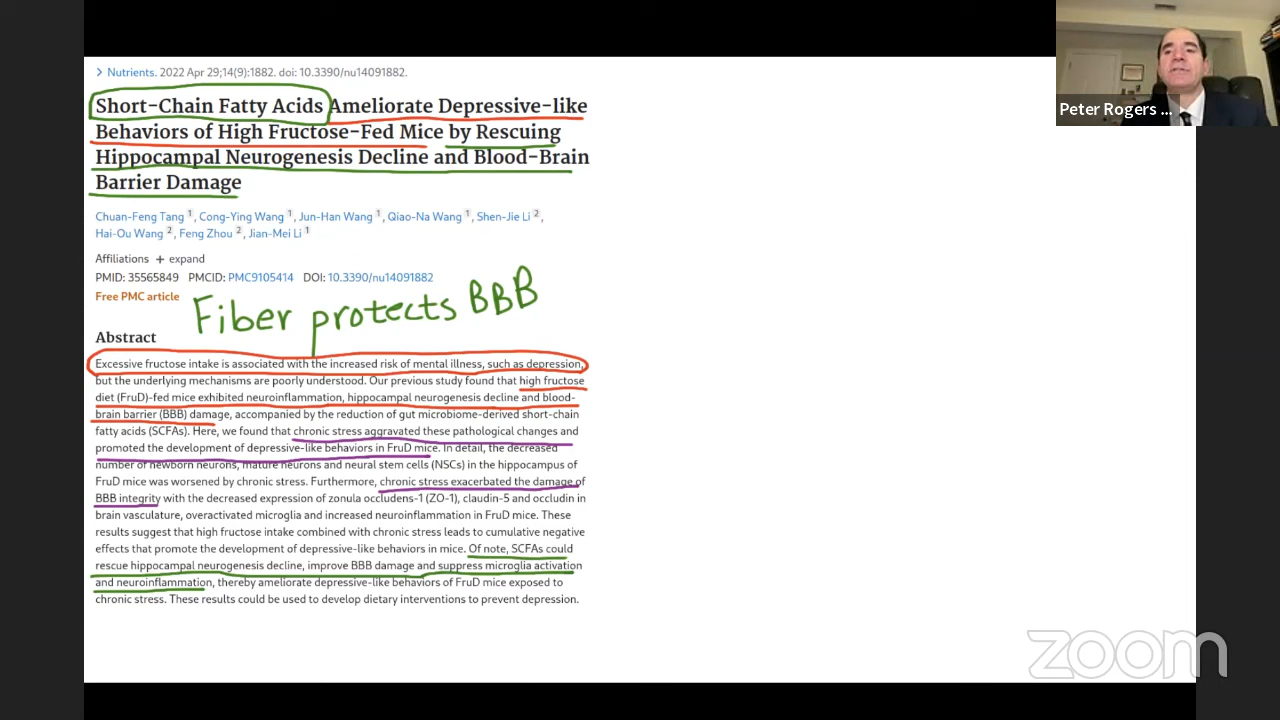 > Nutrients. 2022 Apr 29;14(9):1882. doi: 10.3390/nu14091882.
Short-Chain Fatty Acids Ameliorate Depressive-like
Behaviors of High Fructose-Fed Mice by Rescuing
Hippocampal Neurogenesis Decline and Blood-Brain
Barrier Damage
Chuan-Feng Tang 1, Cong-Ying Wang 1, Jun-Han Wang 1, Qiao-Na Wang 1, Shen-Jie Li 2,
Hai-Ou Wang 2, Feng Zhou 2, Jian-Mei Li 1
Affiliations + expand
PMID: 35565849 PMCID: PMC9105414 DOI: 10.3390/nu14091882
Free PMC article
Fiber protects BBB
Abstract
Excessive fructose intake is associated with the increased risk of mental illness, such as depression,
but the underlying mechanisms are poorly understood. Our previous study found that high fructose
diet (FruD)-fed mice exhibited neuroinflammation, hippocampal neurogenesis decline and blood-
brain barrier (BBB) damage, accompanied by the reduction of gut microbiome-derived short-chain
fatty acids (SCFAs). Here, we found that chronic stress aggravated these pathological changes and
promoted the development of depressive-like behaviors in FruD mice. In detail, the decreased
number of newborn neurons, mature neurons and neural stem cells (NSCs) in the hippocampus of
FruD mice was worsened by chronic stress. Furthermore, chronic stress exacerbated the damage of
BBB integrity with the decreased expression of zonula occludens-1 (ZO-1), claudin-5 and occludin in
brain vasculature, overactivated microglia and increased neuroinflammation in FruD mice. These
results suggest that high fructose intake combined with chronic stress leads to cumulative negative
effects that promote the development of depressive-like behaviors in mice. Of note, SCFAs could
rescue hippocampal neurogenesis decline, improve BBB damage and suppress microglia activation
and neuroinflammation, thereby ameliorate depressive-like behaviors of FruD mice exposed to
chronic stress. These results could be used to develop dietary interventions to prevent depression.
Peter Rogers ...
zoom